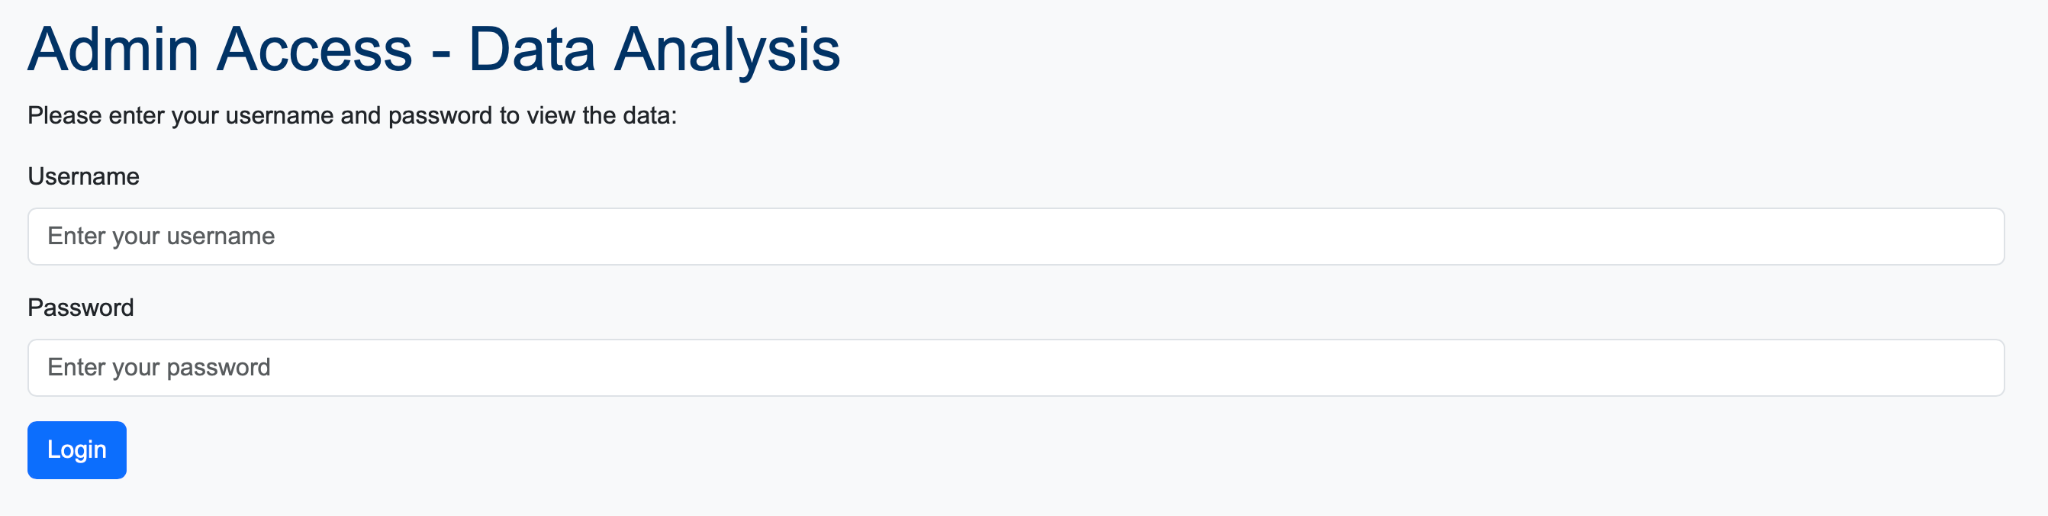 Admin Access - Data Analysis
Please enter your username and password to view the data:
Username
Enter your username
Password
Enter your password
Login